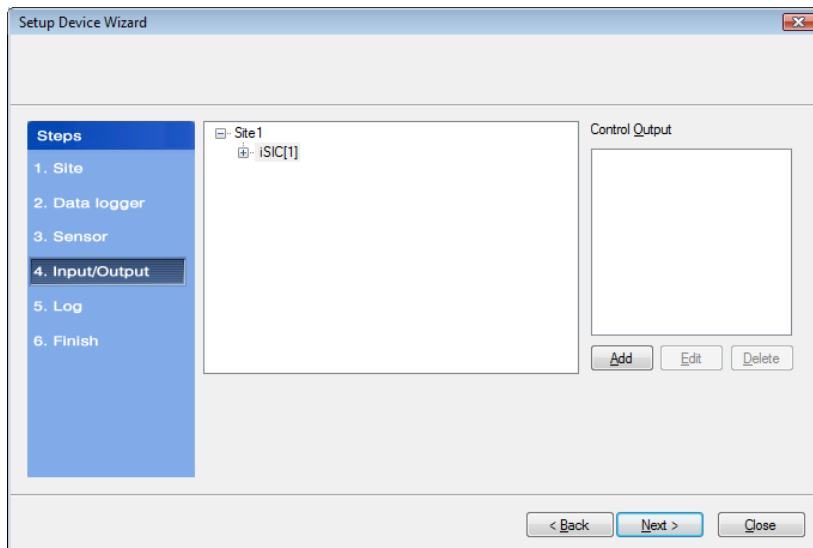 Setup Device Wizard
Steps
1. Site
2. Data logger
3. Sensor
4. Input/Output
5. Log
6. Finish
Site1
iSIC[1]
Control Output
Add Edit Delete
< Back Next > Close